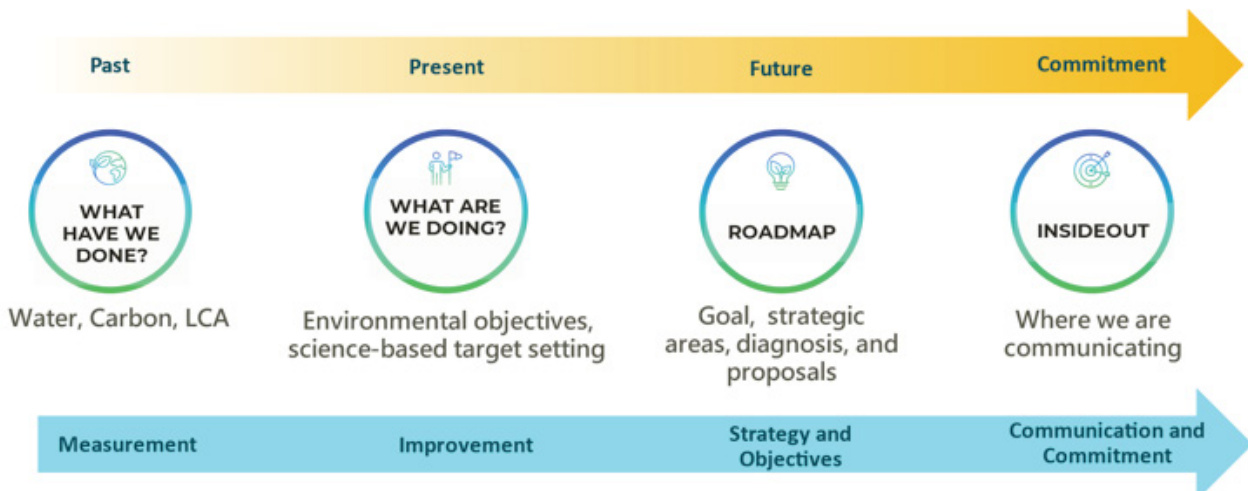 Past
Present
Future
Commitment
WHAT
HAVE WE
DONE?
WHAT ARE
WE DOING?
ROADMAP
INSIDEOUT
Water, Carbon, LCA
Environmental objectives,
science-based target setting
Goal, strategic
areas, diagnosis, and
proposals
Where we are
communicating
Measurement
Improvement
Strategy and
Objectives
Communication and
Commitment